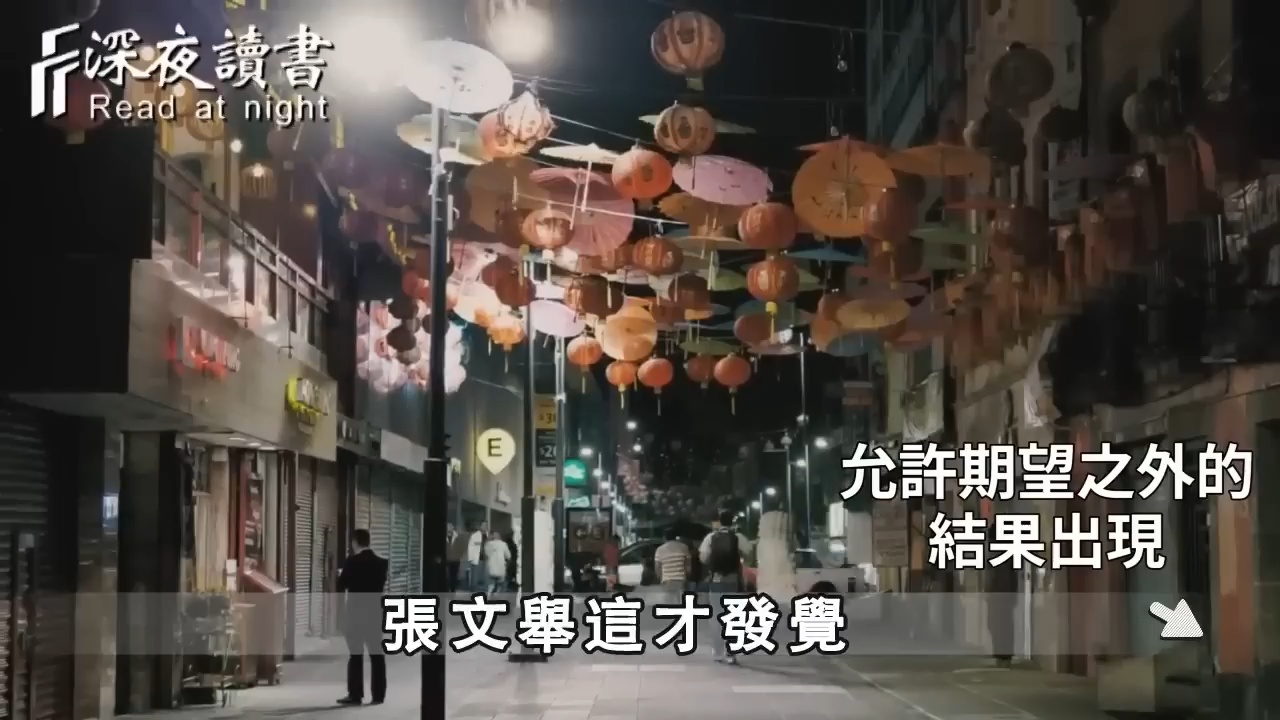 深夜讀書
Read at night
E
允許期望之外的
結果出現
張文舉這才發覺